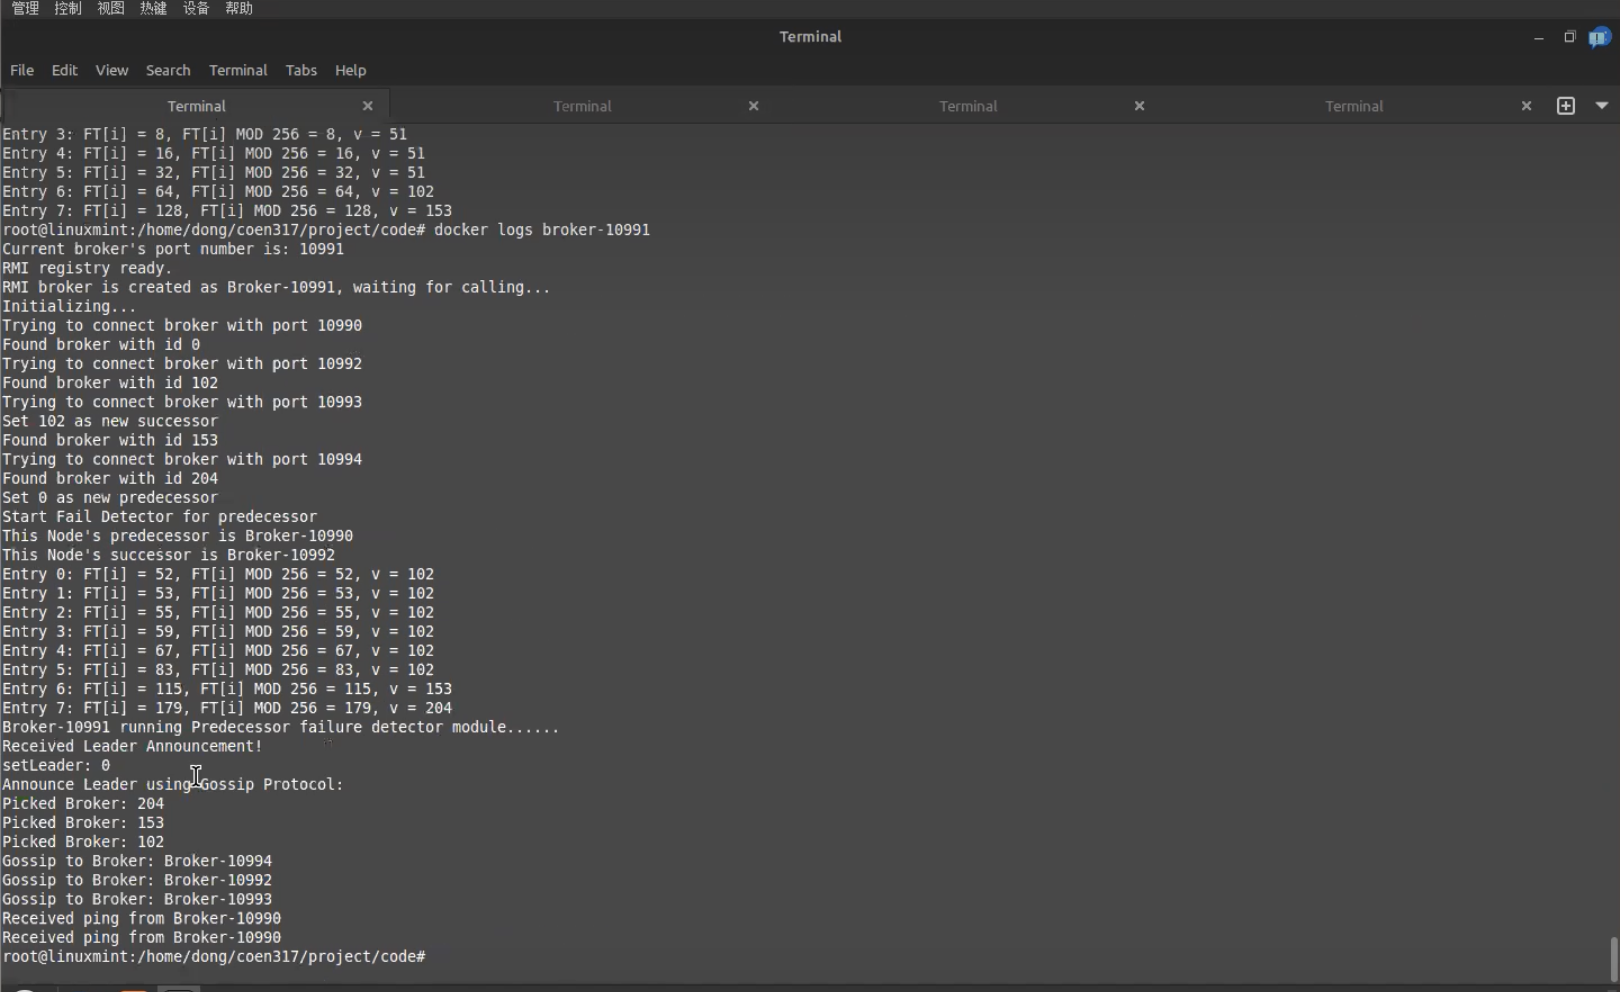 管理 控制 视图 热键 设备 帮助
Terminal
File Edit View Search Terminal Tabs Help
Terminal Terminal Terminal Terminal
Entry 3: FT[i] = 8, FT[i] MOD 256 = 8, v = 51
Entry 4: FT[i] = 16, FT[i] MOD 256 = 16, v = 51
Entry 5: FT[i] = 32, FT[i] MOD 256 = 32, v = 51
Entry 6: FT[i] = 64, FT[i] MOD 256 = 64, v = 102
Entry 7: FT[i] = 128, FT[i] MOD 256 = 128, v = 153
root@linuxmint:/home/dong/coen317/project/code# docker logs broker-10991
Current broker's port number is: 10991
RMI registry ready.
RMI broker is created as Broker-10991, waiting for calling...
Initializing...
Trying to connect broker with port 10990
Found broker with id 0
Trying to connect broker with port 10992
Found broker with id 102
Trying to connect broker with port 10993
Set 102 as new successor
Found broker with id 153
Trying to connect broker with port 10994
Found broker with id 204
Set 0 as new predecessor
Start Fail Detector for predecessor
This Node's predecessor is Broker-10990
This Node's successor is Broker-10992
Entry 0: FT[i] = 52, FT[i] MOD 256 = 52, v = 102
Entry 1: FT[i] = 53, FT[i] MOD 256 = 53, v = 102
Entry 2: FT[i] = 55, FT[i] MOD 256 = 55, v = 102
Entry 3: FT[i] = 59, FT[i] MOD 256 = 59, v = 102
Entry 4: FT[i] = 67, FT[i] MOD 256 = 67, v = 102
Entry 5: FT[i] = 83, FT[i] MOD 256 = 83, v = 102
Entry 6: FT[i] = 115, FT[i] MOD 256 = 115, v = 153
Entry 7: FT[i] = 179, FT[i] MOD 256 = 179, v = 204
Broker-10991 running Predecessor failure detector module......
Received Leader Announcement!
setLeader: 0
Announce Leader using Gossip Protocol:
Picked Broker: 204
Picked Broker: 153
Picked Broker: 102
Gossip to Broker: Broker-10994
Gossip to Broker: Broker-10992
Gossip to Broker: Broker-10993
Received ping from Broker-10990
Received ping from Broker-10990
root@linuxmint:/home/dong/coen317/project/code#